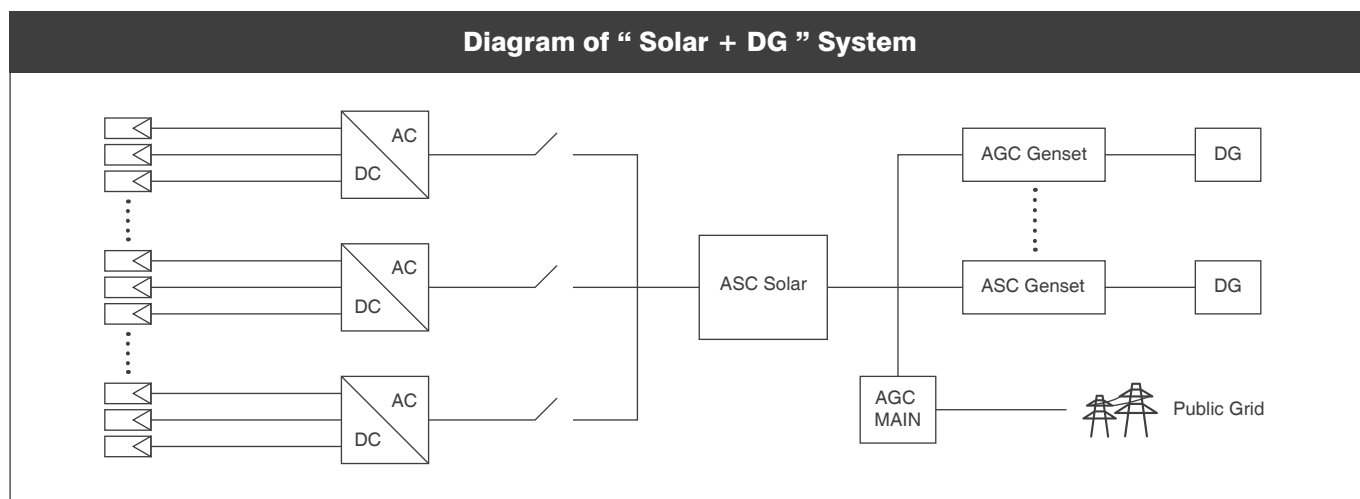 Diagram of “ Solar + DG ” System
AC
DC
AGC Genset
DG
AC
DC
ASC Solar
ASC Genset
DG
AC
DC
AGC
MAIN
Public Grid